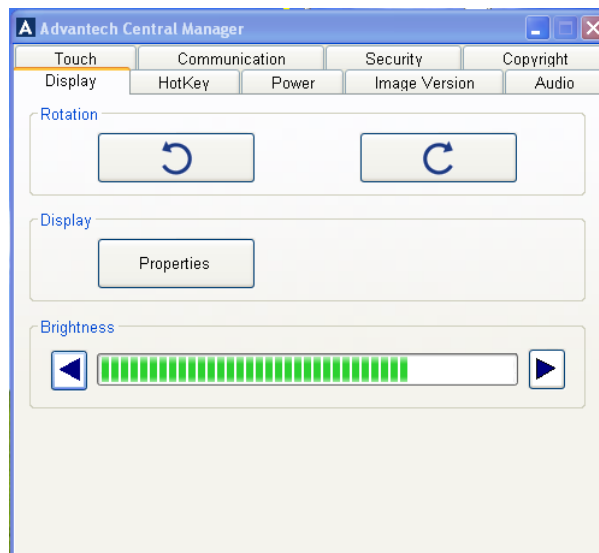 A Advantech Central Manager
Touch Communication Security Copyright
Display HotKey Power Image Version Audio
Rotation
Display
Properties
Brightness